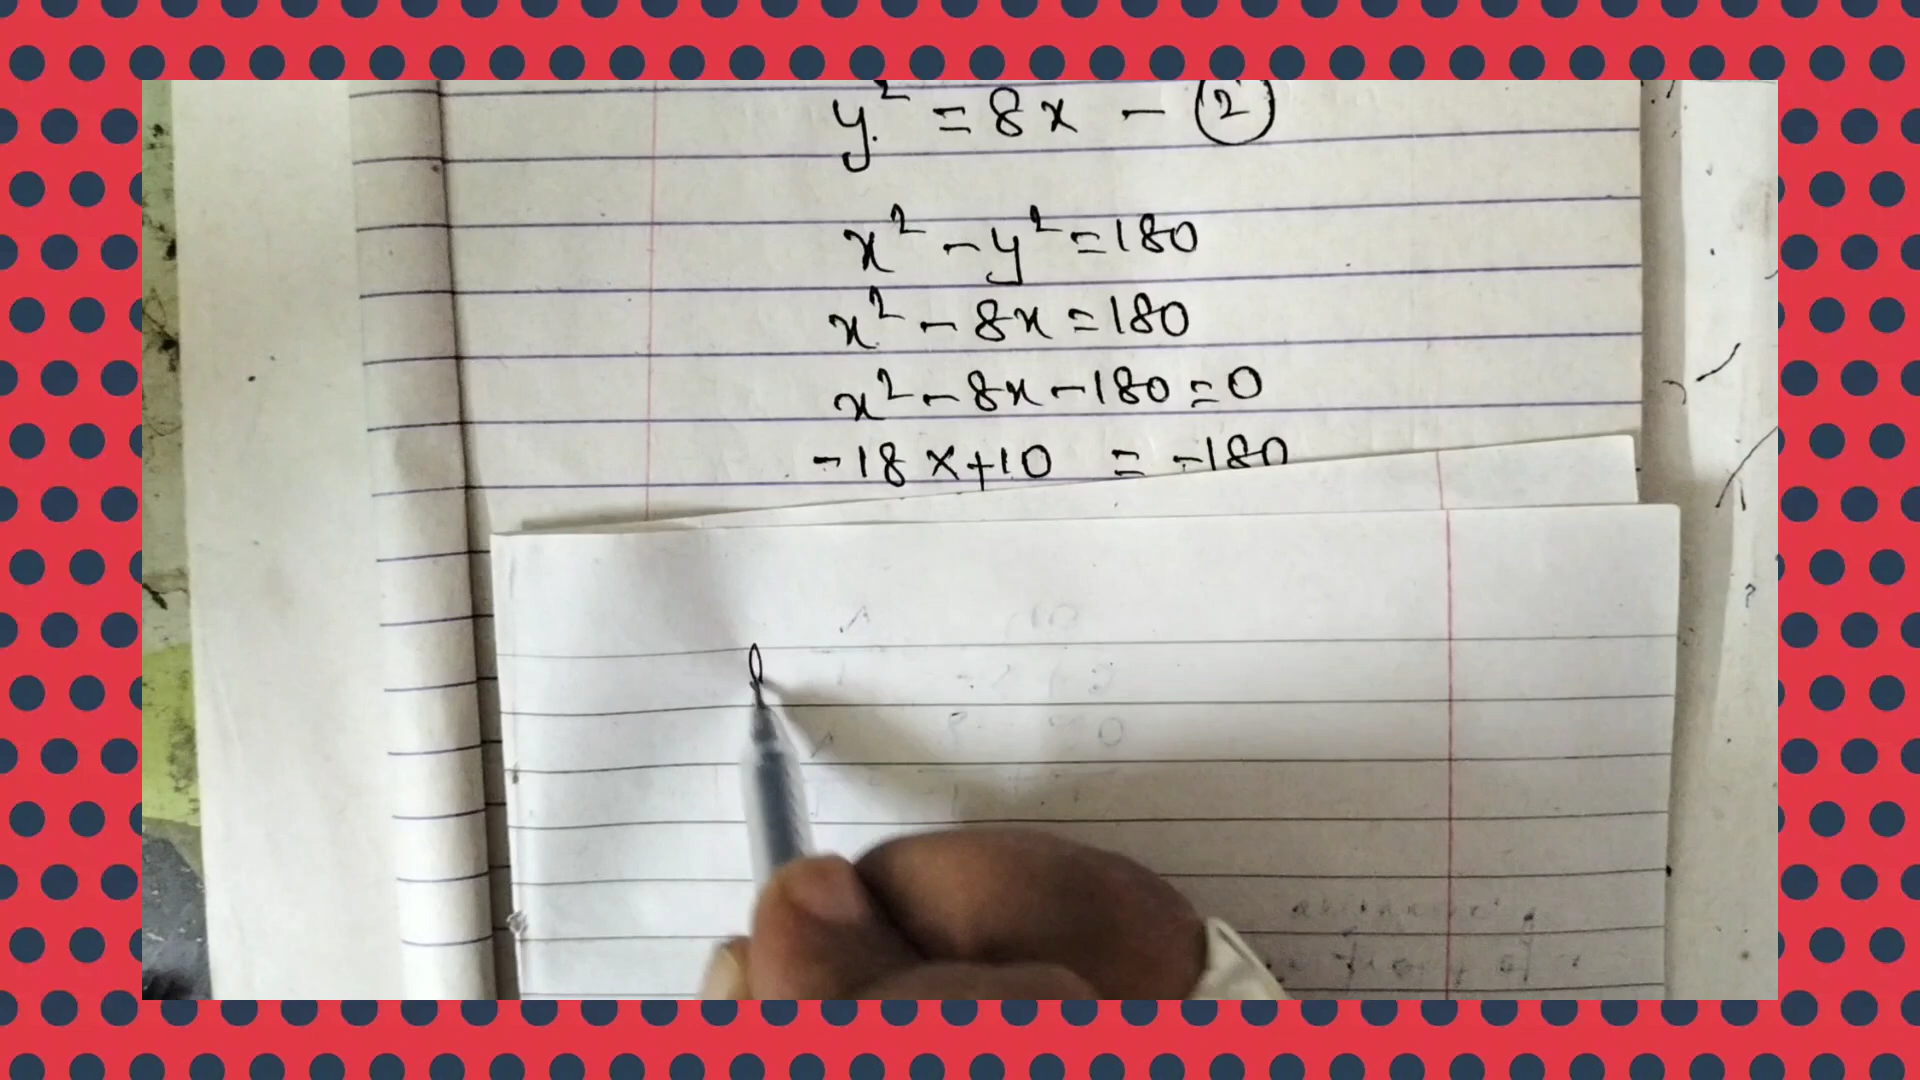 y² = 8x - ②
x² - y² = 180
x² - 8x = 180
x² - 8x - 180 = 0
-18 x +10 = -180